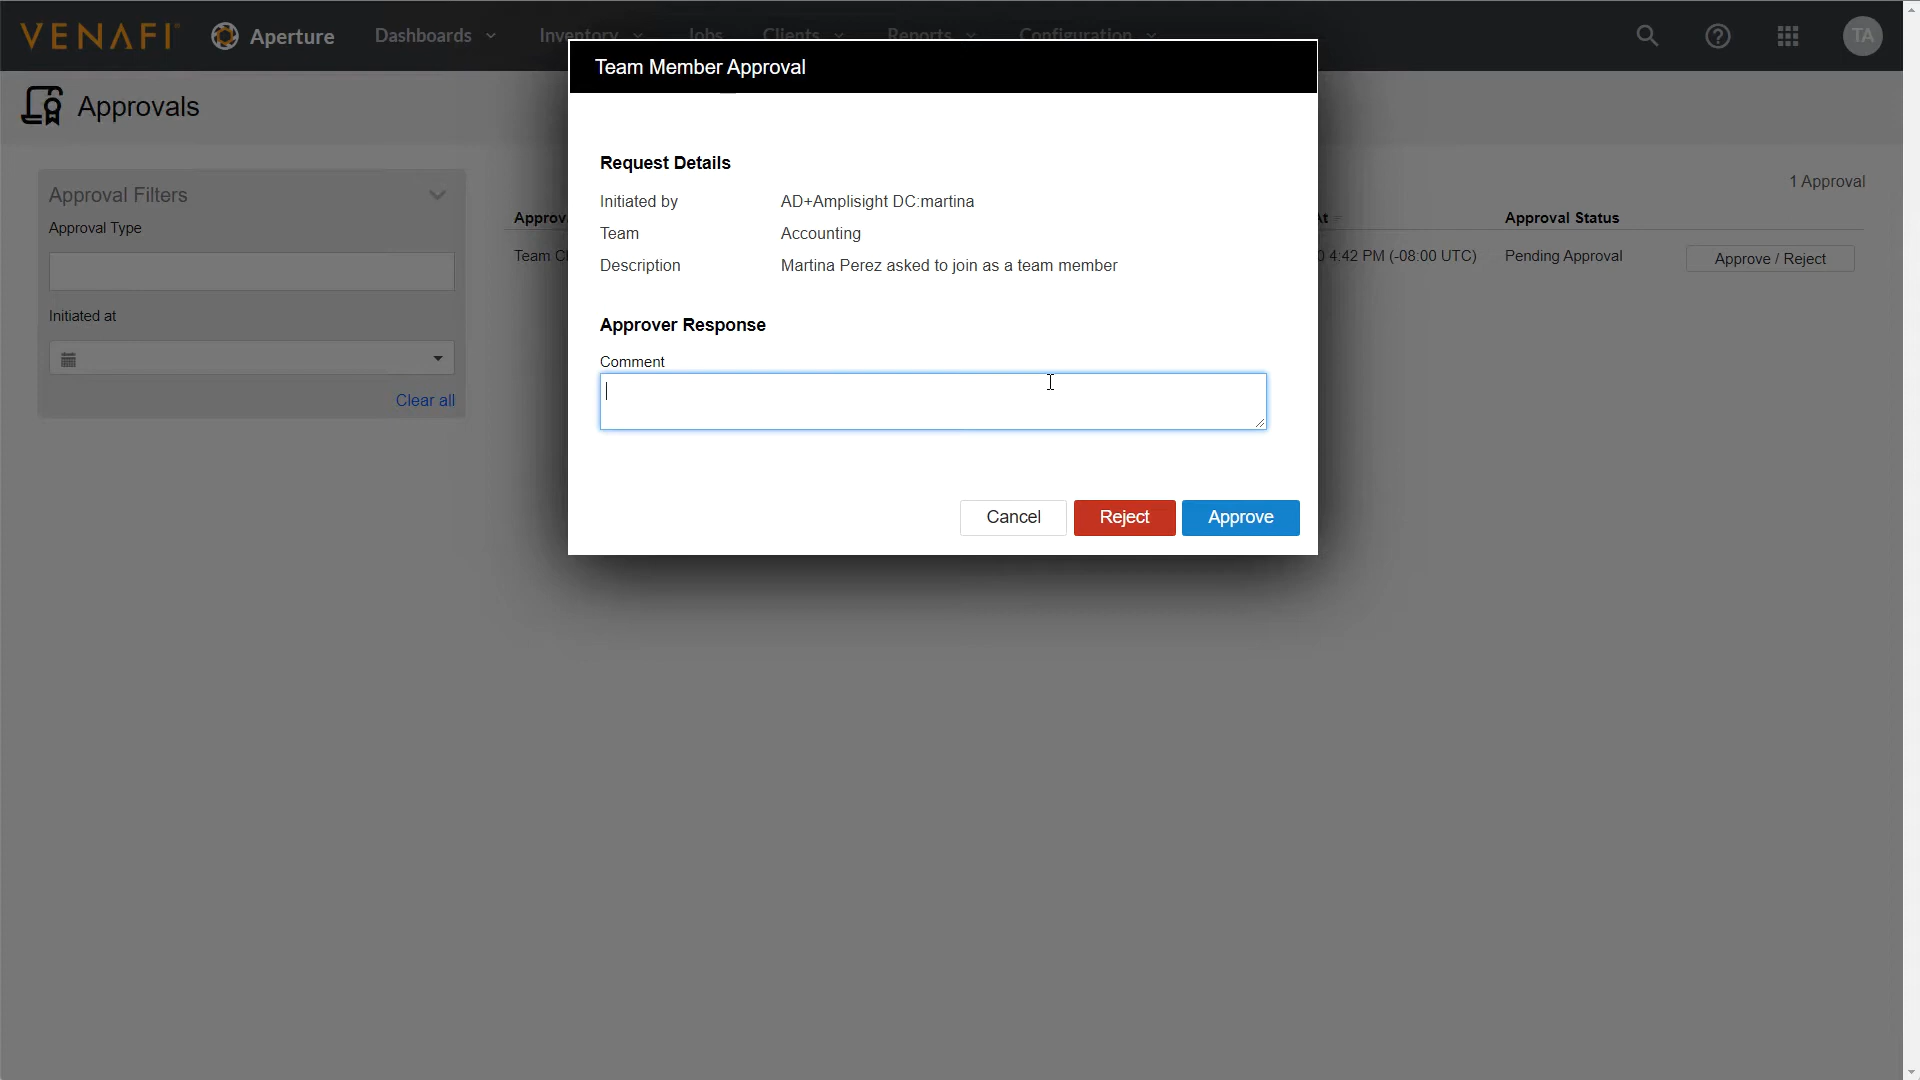 VENAFI
Aperture
Dashboards
Inventory
Jobs
Clients
Reports
Configuration
TA
Approvals
Team Member Approval
Request Details
Initiated by AD+Amplisight DC:martina
Team Accounting
Description Martina Perez asked to join as a team member
Approver Response
Comment
Cancel
Reject
Approve
Approval Filters
Approval Type
Initiated at
Clear all
1 Approval
At
Approval Status
Team
4:42 PM (-08:00 UTC)
Pending Approval
Approve / Reject